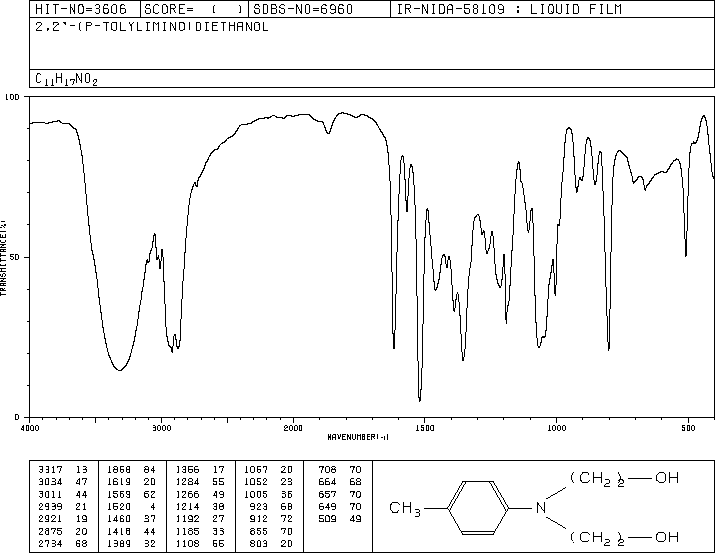 HIT-NO=3606 SCORE= ( ) SDBS-NO=6960 IR-NIDA-58109 : LIQUID FILM
2,2"-(P-TOLYLIMINO)DIETHANOL
C11H17NO2
100
50
0
TRANSMITTANCE(%)
4000 3000 2000 1500 1000 500
WAVENUMBER(-1)
3317 13 1868 84 1356 17 1067 20 708 70
3034 47 1619 20 1284 55 1052 23 664 68
3011 44 1569 62 1266 49 1005 36 657 70
2939 21 1520 4 1214 38 923 68 649 70
2921 19 1460 37 1192 27 912 72 509 49
2875 20 1418 44 1185 33 855 70
2734 68 1389 32 1108 55 803 20
(CH2)2—OH
CH3 N
(CH2)2—OH